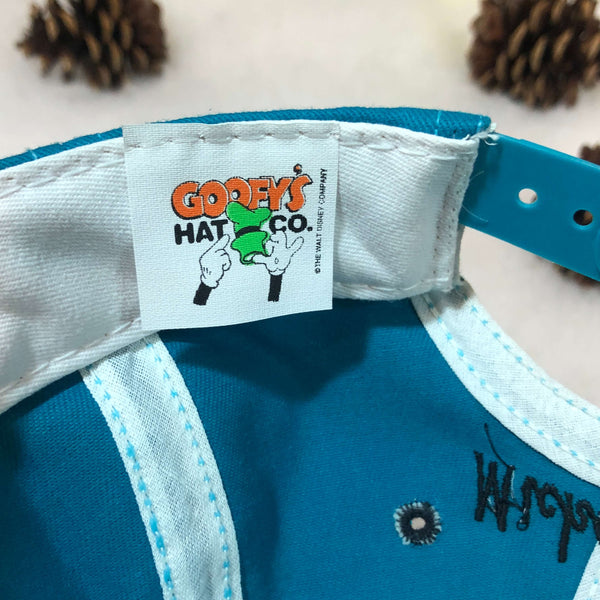 GOOFY'S
HAT CO.
© THE WALT DISNEY COMPANY